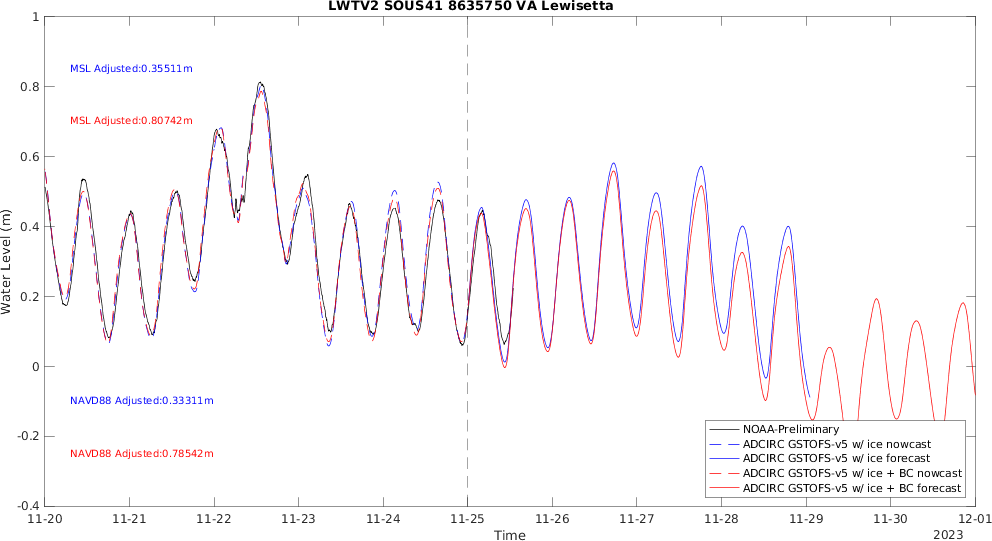 LWTV2 SOUS41 8635750 VA Lewisetta
MSL Adjusted:0.35511m
MSL Adjusted:0.80742m
NAVD88 Adjusted:0.33311m
NAVD88 Adjusted:0.78542m
Water Level (m)
1
0.8
0.6
0.4
0.2
0
-0.2
-0.4
NOAA-Preliminary
ADCIRC GSTOFS-v5 w/ ice nowcast
ADCIRC GSTOFS-v5 w/ ice forecast
ADCIRC GSTOFS-v5 w/ ice + BC nowcast
ADCIRC GSTOFS-v5 w/ ice + BC forecast
11-20 11-21 11-22 11-23 11-24 11-25 11-26 11-27 11-28 11-29 11-30 12-01
Time
2023